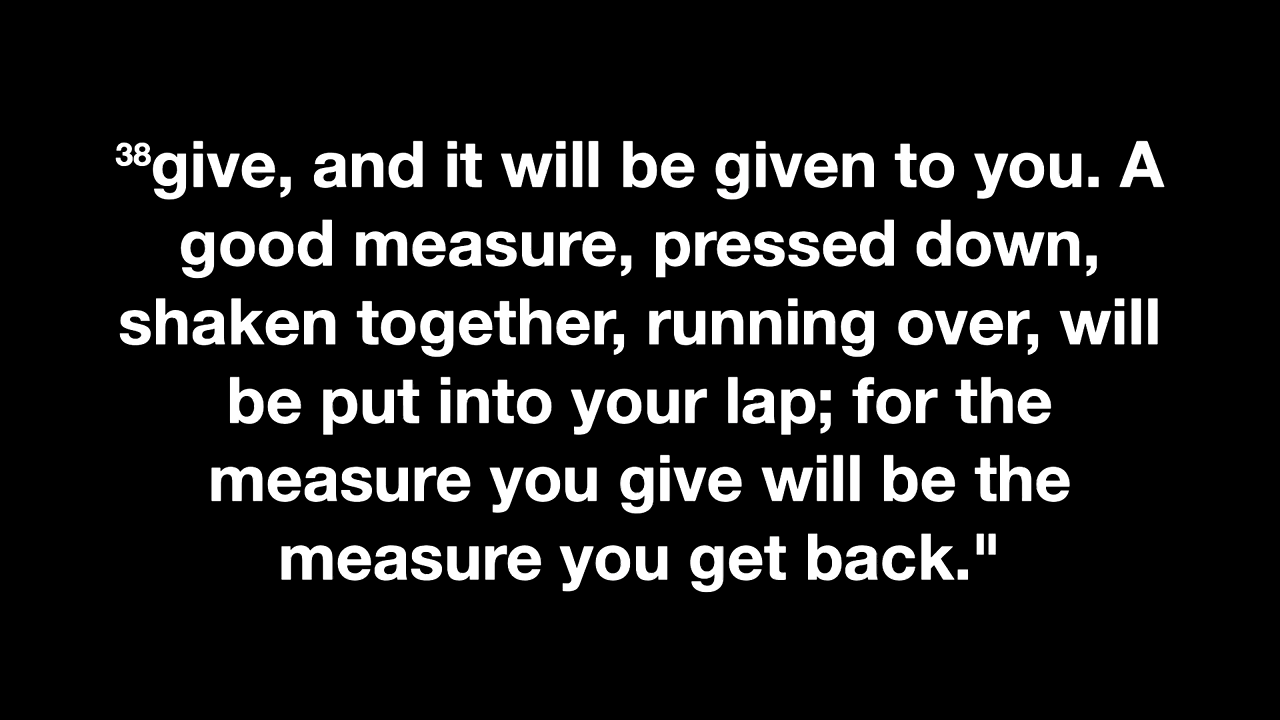 ³⁸give, and it will be given to you. A
good measure, pressed down,
shaken together, running over, will
be put into your lap; for the
measure you give will be the
measure you get back."